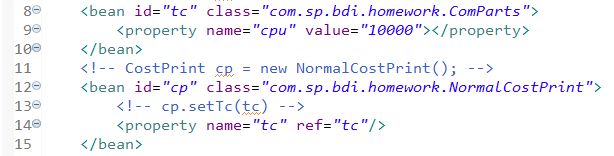 8 <bean id="tc" class="com.sp.bdi.homework.ComParts">
9 <property name="cpu" value="10000"></property>
10 </bean>
11 <!-- CostPrint cp = new NormalCostPrint(); -->
12 <bean id="cp" class="com.sp.bdi.homework.NormalCostPrint">
13 <!-- cp.setTc(tc) -->
14 <property name="tc" ref="tc"/>
15 </bean>